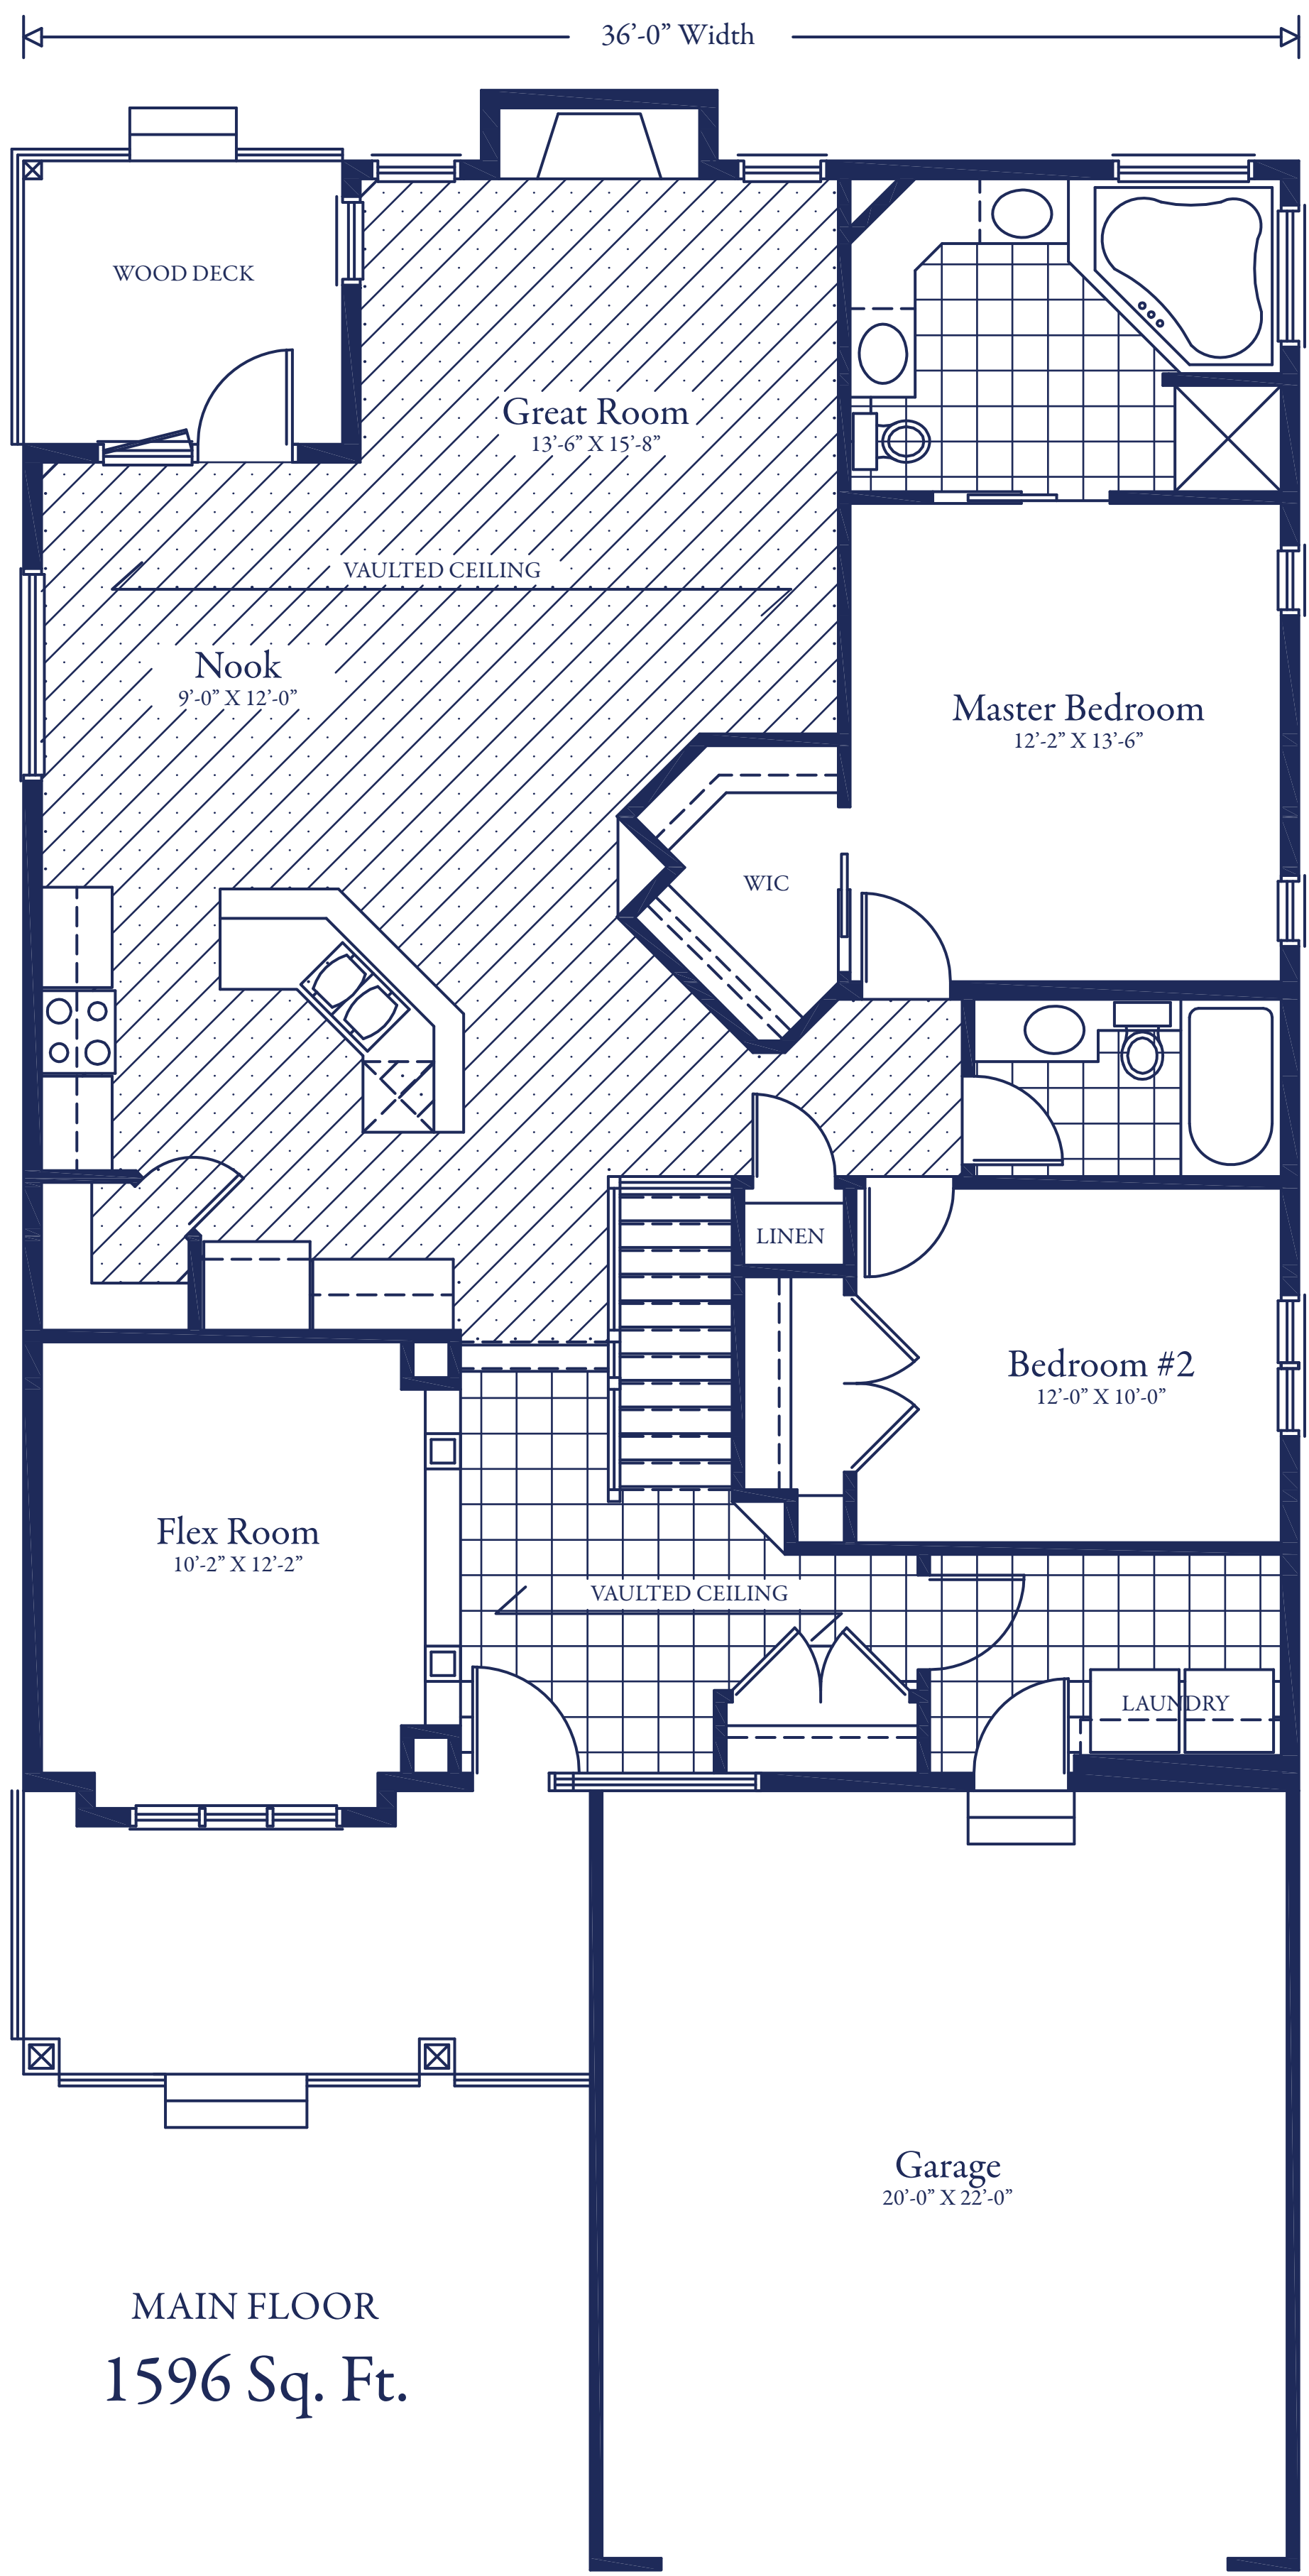 36’-0” Width
WOOD DECK
Great Room
13’-6” X 15’-8”
VAULTED CEILING
Nook
9’-0” X 12’-0”
Master Bedroom
12’-2” X 13’-6”
WIC
LINEN
Bedroom #2
12’-0” X 10’-0”
Flex Room
10’-2” X 12’-2”
VAULTED CEILING
LAUNDRY
Garage
20’-0” X 22’-0”
MAIN FLOOR
1596 Sq. Ft.